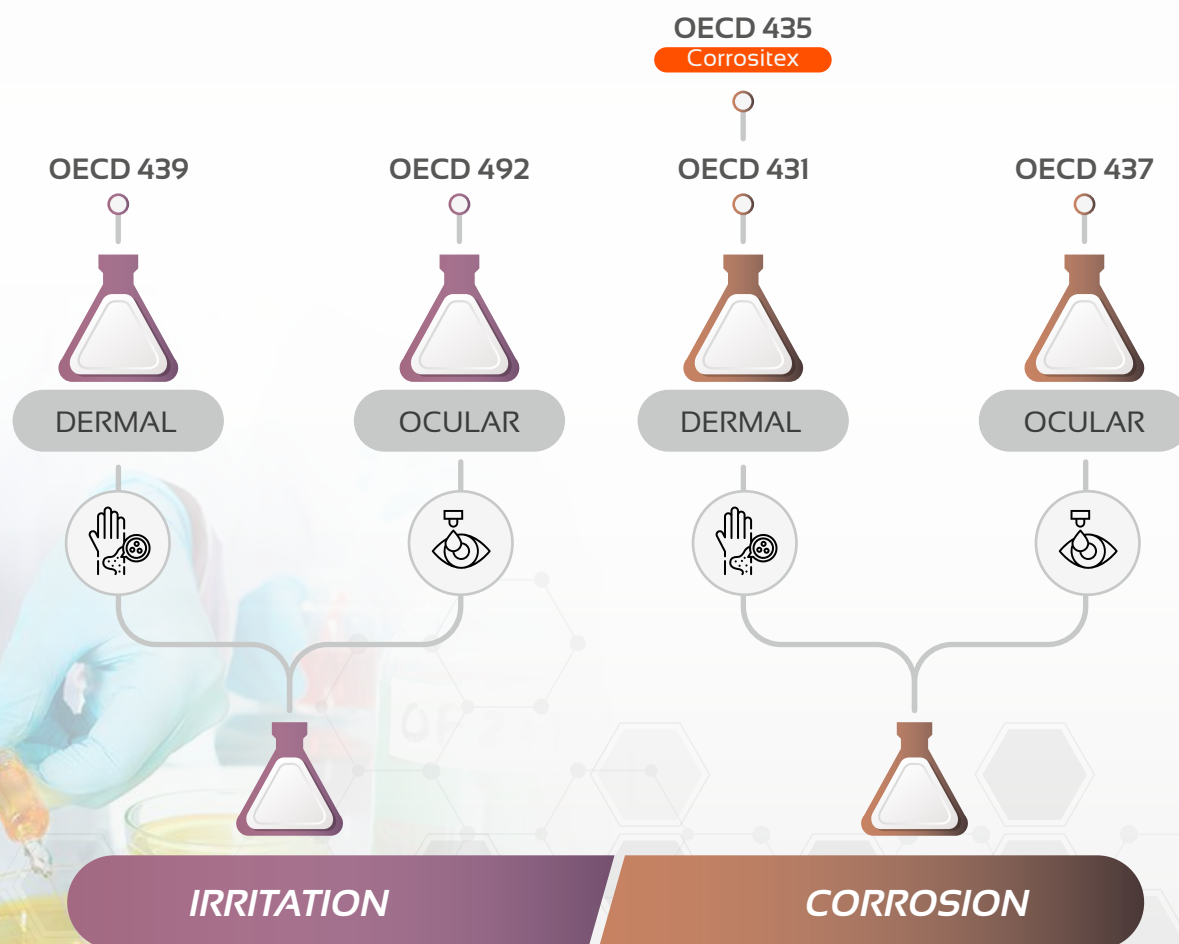 OECD 435
Corrositex
OECD 439
OECD 492
OECD 431
OECD 437
DERMAL
OCULAR
DERMAL
OCULAR
IRRITATION
CORROSION